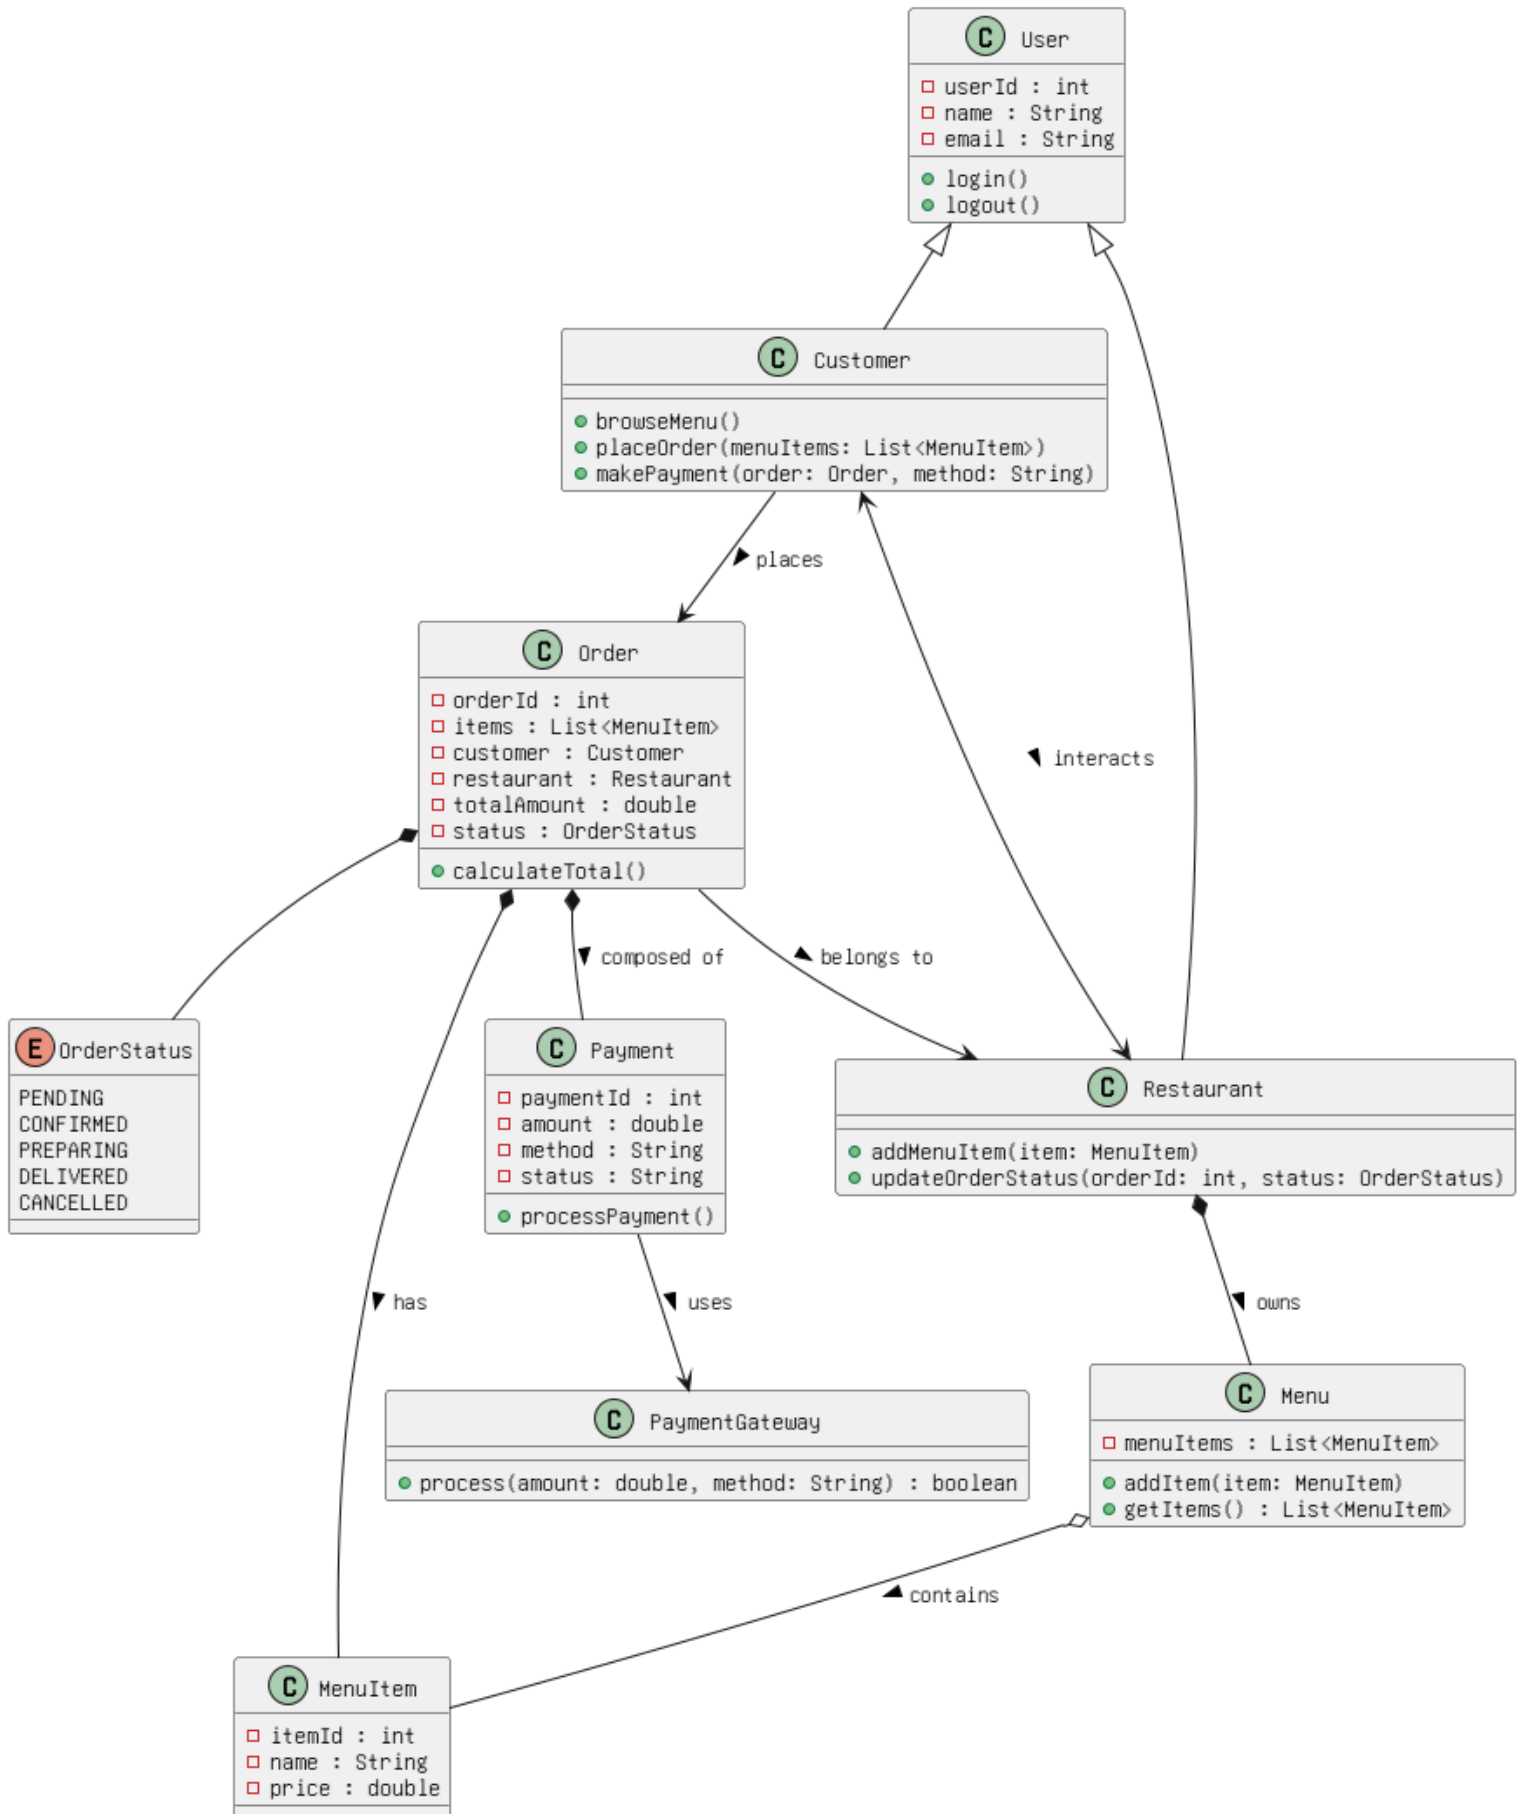 C User
userId : int
name : String
email : String
login()
logout()
C Customer
browseMenu()
placeOrder(menuItems: List<MenuItem>)
makePayment(order: Order, method: String)
places
C Order
orderId : int
items : List<MenuItem>
customer : Customer
restaurant : Restaurant
totalAmount : double
status : OrderStatus
calculateTotal()
interacts
composed of
belongs to
E OrderStatus
PENDING
CONFIRMED
PREPARING
DELIVERED
CANCELLED
C Payment
paymentId : int
amount : double
method : String
status : String
processPayment()
C Restaurant
addMenuItem(item: MenuItem)
updateOrderStatus(orderId: int, status: OrderStatus)
has
uses
owns
C PaymentGateway
process(amount: double, method: String) : boolean
C Menu
menuItems : List<MenuItem>
addItem(item: MenuItem)
getItems() : List<MenuItem>
contains
C MenuItem
itemId : int
name : String
price : double